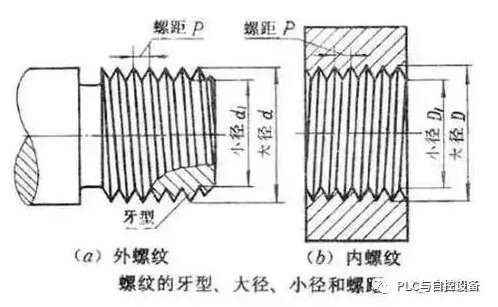 螺距 P
螺距 P
小径 d₁
大径 d
小径 D₁
大径 D
牙型
(a) 外螺纹
(b) 内螺纹
螺纹的牙型、大径、小径和螺距
PLC与自控设备